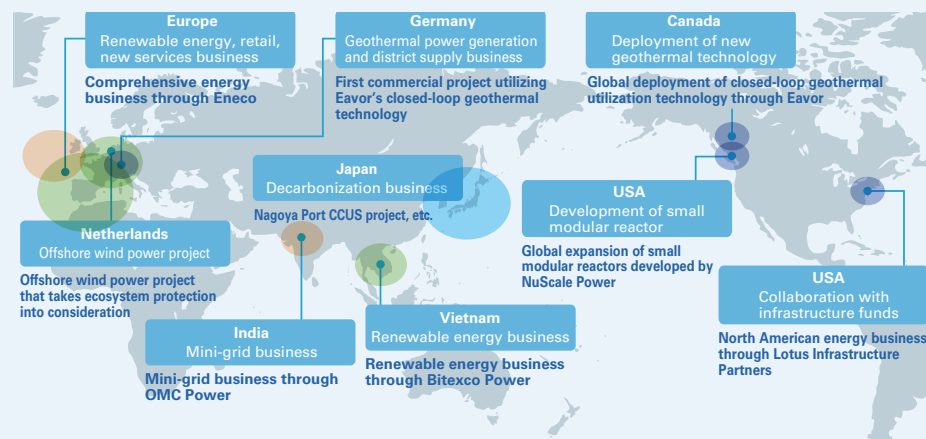 Europe
Renewable energy, retail,
new services business
Comprehensive energy
business through Eneco
Germany
Geothermal power generation
and district supply business
First commercial project utilizing
Eavor's closed-loop geothermal
technology
Canada
Deployment of new
geothermal technology
Global deployment of closed-loop geothermal
utilization technology through Eavor
Japan
Decarbonization business
Nagoya Port CCUS project, etc.
USA
Development of small
modular reactor
Global expansion of small
modular reactors developed by
NuScale Power
Netherlands
Offshore wind power project
Offshore wind power project
that takes ecosystem protection
into consideration
USA
Collaboration with
infrastructure funds
North American energy business
through Lotus Infrastructure
Partners
India
Mini-grid business
Mini-grid business through
OMC Power
Vietnam
Renewable energy business
Renewable energy business
through Bitexco Power